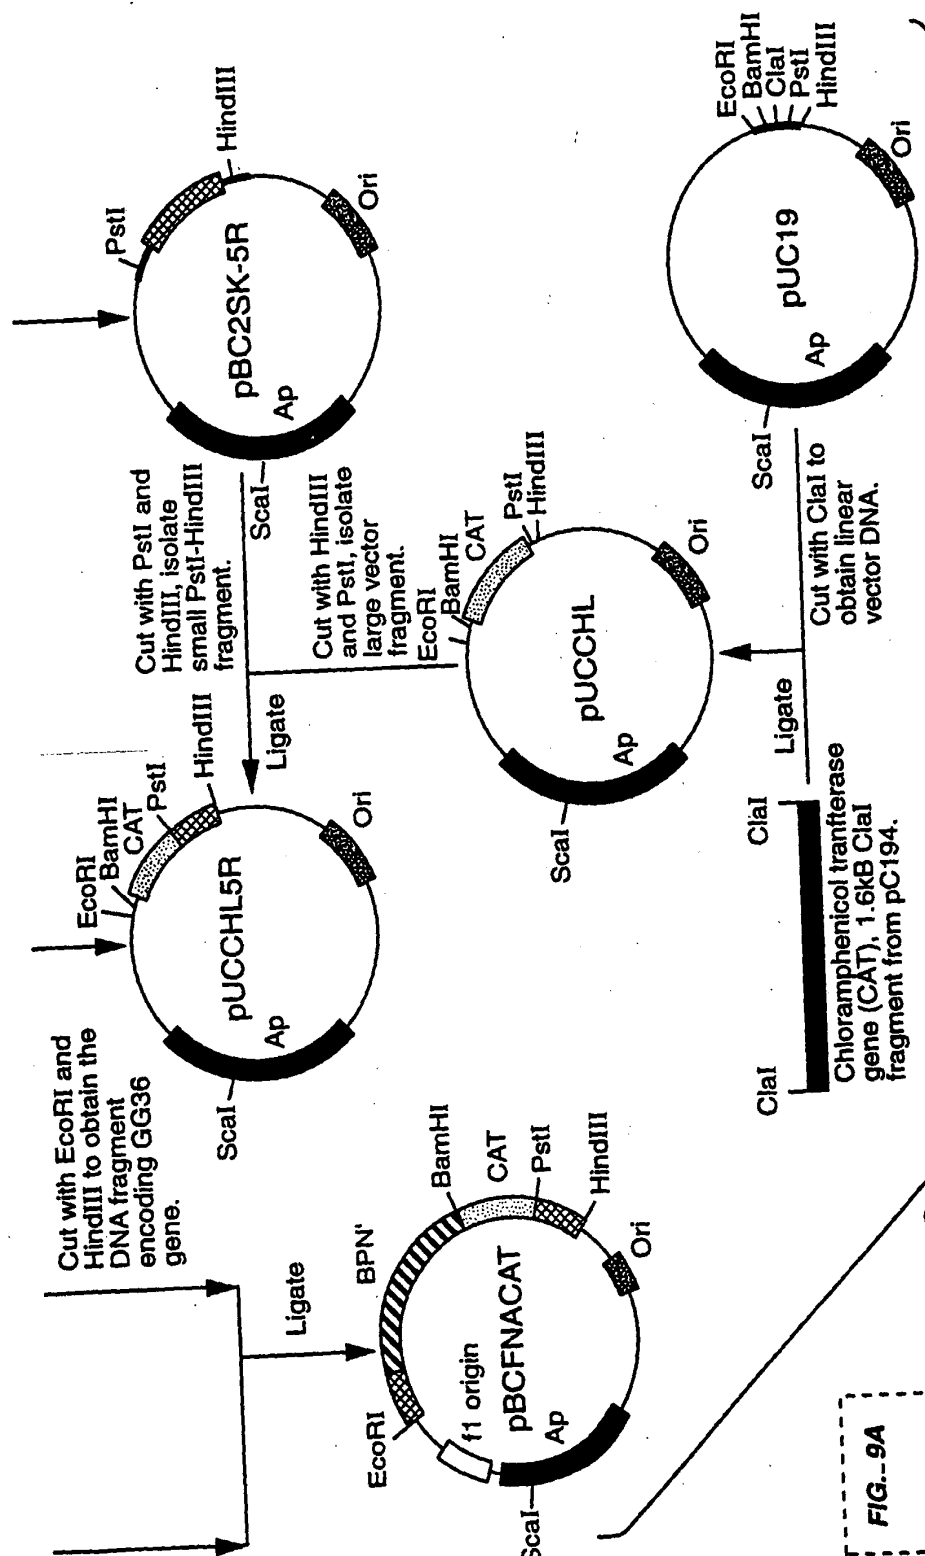 PstI
HindIII
pBC2SK-5R
Ap
Ori
ScaI
EcoRI
BamHI
ClaI
PstI
HindIII
pUC19
Ap
Ori
ScaI
Cut with PstI and
HindIII, isolate
small PstI-HindIII
fragment.
Cut with HindIII
and PstI, isolate
large vector
fragment.
Ligate
EcoRI
BamHI
CAT
PstI
HindIII
pUCCHL
Ap
Ori
ScaI
Cut with ClaI to
obtain linear
vector DNA.
Ligate
ClaI
ClaI
Chloramphenicol tranfterase
gene (CAT), 1.6kB ClaI
fragment from pC194.
EcoRI
BamHI
CAT
PstI
HindIII
pUCCHL5R
Ap
Ori
ScaI
Cut with EcoRI and
HindIII to obtain the
DNA fragment
encoding GG36
gene.
Ligate
BPN'
BamHI
CAT
PstI
HindIII
EcoRI
f1 origin
pBCFNACAT
Ap
Ori
ScaI
FIG._9A